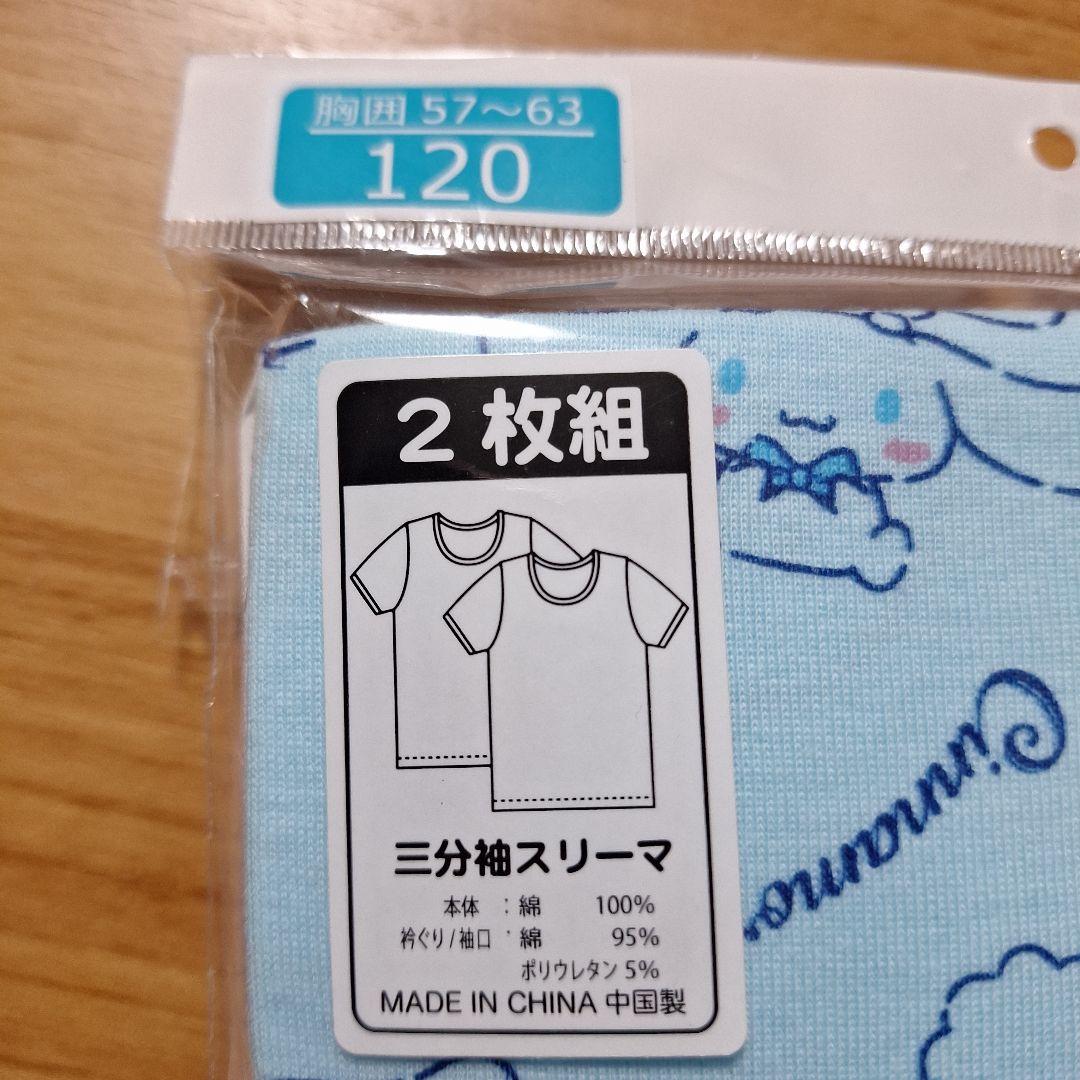 胸囲 57～63
120
2枚組
三分袖スリーマ
本体 : 綿 100%
衿ぐり/袖口 : 綿 95%
ポリウレタン 5%
MADE IN CHINA 中国製
Cinnamo